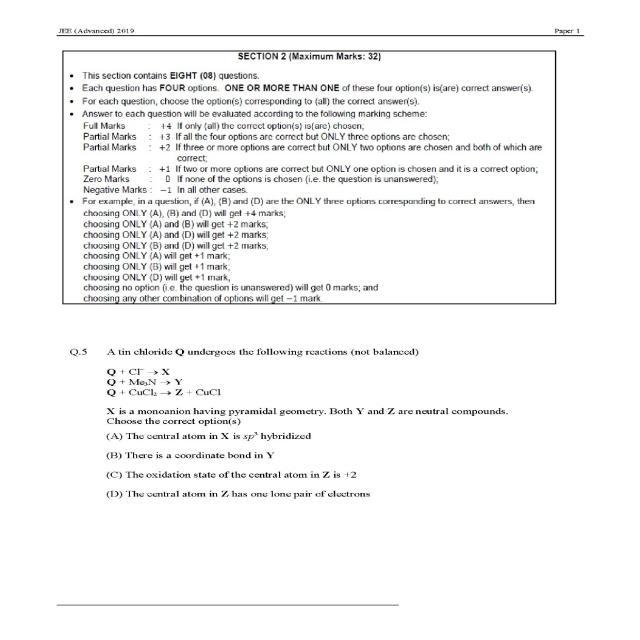 JEE (Advanced) 2019 Paper 1
SECTION 2 (Maximum Marks: 32)
• This section contains EIGHT (08) questions.
• Each question has FOUR options. ONE OR MORE THAN ONE of these four option(s) is(are) correct answer(s).
• For each question, choose the option(s) corresponding to (all) the correct answer(s).
• Answer to each question will be evaluated according to the following marking scheme:
Full Marks : +4 If only (all) the correct option(s) is(are) chosen;
Partial Marks : +3 If all the four options are correct but ONLY three options are chosen;
Partial Marks : +2 If three or more options are correct but ONLY two options are chosen and both of which are
correct;
Partial Marks : +1 If two or more options are correct but ONLY one option is chosen and it is a correct option;
Zero Marks : 0 If none of the options is chosen (i.e. the question is unanswered);
Negative Marks : −1 In all other cases.
• For example, in a question, if (A), (B) and (D) are the ONLY three options corresponding to correct answers, then
choosing ONLY (A), (B) and (D) will get +4 marks;
choosing ONLY (A) and (B) will get +2 marks;
choosing ONLY (A) and (D) will get +2 marks;
choosing ONLY (B) and (D) will get +2 marks;
choosing ONLY (A) will get +1 mark;
choosing ONLY (B) will get +1 mark;
choosing ONLY (D) will get +1 mark;
choosing no option (i.e. the question is unanswered) will get 0 marks; and
choosing any other combination of options will get −1 mark.
Q.5 A tin chloride Q undergoes the following reactions (not balanced)
Q + Cl⁻ → X
Q + Me₃N → Y
Q + CuCl₂ → Z + CuCl
X is a monoanion having pyramidal geometry. Both Y and Z are neutral compounds.
Choose the correct option(s)
(A) The central atom in X is sp³ hybridized
(B) There is a coordinate bond in Y
(C) The oxidation state of the central atom in Z is +2
(D) The central atom in Z has one lone pair of electrons